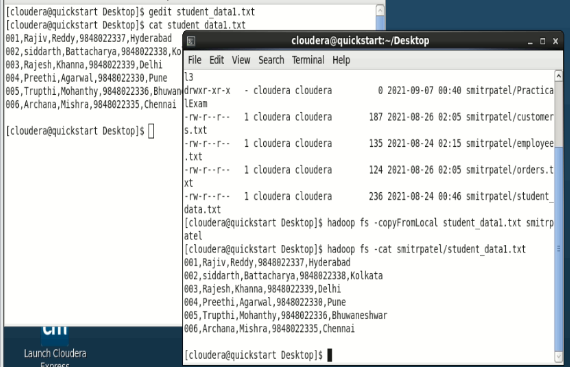 [cloudera@quickstart Desktop]$ gedit student_data1.txt
[cloudera@quickstart Desktop]$ cat student_data1.txt
001,Rajiv,Reddy,9848022337,Hyderabad
002,siddarth,Battacharya,9848022338,Ko
003,Rajesh,Khanna,9848022339,Delhi
004,Preethi,Agarwal,9848022330,Pune
005,Trupthi,Mohanthy,9848022336,Bhuwane
006,Archana,Mishra,9848022335,Chennai
[cloudera@quickstart Desktop]$
cloudera@quickstart:~/Desktop
File Edit View Search Terminal Help
l3
drwxr-xr-x - cloudera cloudera 0 2021-09-07 00:40 smitrpatel/Practica
lExam
-rw-r--r-- 1 cloudera cloudera 187 2021-08-26 02:05 smitrpatel/customer
s.txt
-rw-r--r-- 1 cloudera cloudera 135 2021-08-24 02:15 smitrpatel/employee
.txt
-rw-r--r-- 1 cloudera cloudera 124 2021-08-26 02:05 smitrpatel/orders.t
xt
-rw-r--r-- 1 cloudera cloudera 236 2021-08-24 00:46 smitrpatel/student_
data.txt
[cloudera@quickstart Desktop]$ hadoop fs -copyFromLocal student_data1.txt smitrp
atel
[cloudera@quickstart Desktop]$ hadoop fs -cat smitrpatel/student_data1.txt
001,Rajiv,Reddy,9848022337,Hyderabad
002,siddarth,Battacharya,9848022338,Kolkata
003,Rajesh,Khanna,9848022339,Delhi
004,Preethi,Agarwal,9848022330,Pune
005,Trupthi,Mohanthy,9848022336,Bhuwaneshwar
006,Archana,Mishra,9848022335,Chennai
[cloudera@quickstart Desktop]$
Launch Cloudera
Express